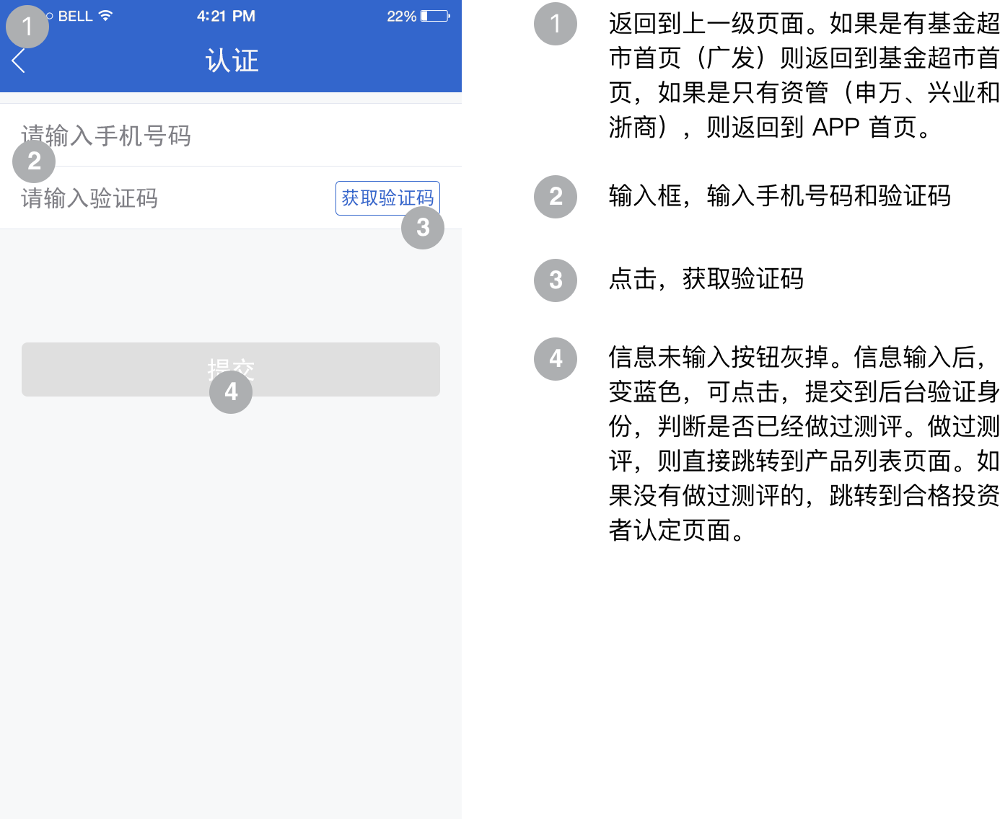 1
BELL
4:21 PM
22%
认证
请输入手机号码
2
请输入验证码
获取验证码
3
提交
4
1
返回到上一级页面。如果是有基金超
市首页（广发）则返回到基金超市首
页，如果是只有资管（申万、兴业和
浙商），则返回到 APP 首页。
2
输入框，输入手机号码和验证码
3
点击，获取验证码
4
信息未输入按钮灰掉。信息输入后，
变蓝色，可点击，提交到后台验证身
份，判断是否已经做过测评。做过测
评，则直接跳转到产品列表页面。如
果没有做过测评的，跳转到合格投资
者认定页面。